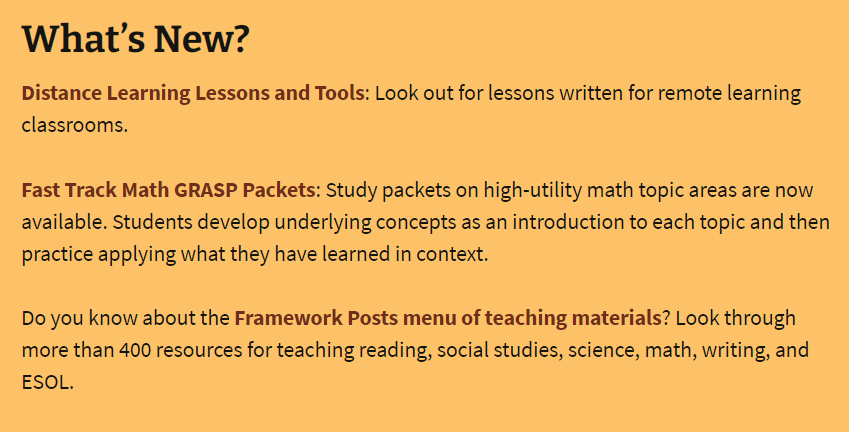 What’s New?
Distance Learning Lessons and Tools: Look out for lessons written for remote learning
classrooms.
Fast Track Math GRASP Packets: Study packets on high-utility math topic areas are now
available. Students develop underlying concepts as an introduction to each topic and then
practice applying what they have learned in context.
Do you know about the Framework Posts menu of teaching materials? Look through
more than 400 resources for teaching reading, social studies, science, math, writing, and
ESOL.